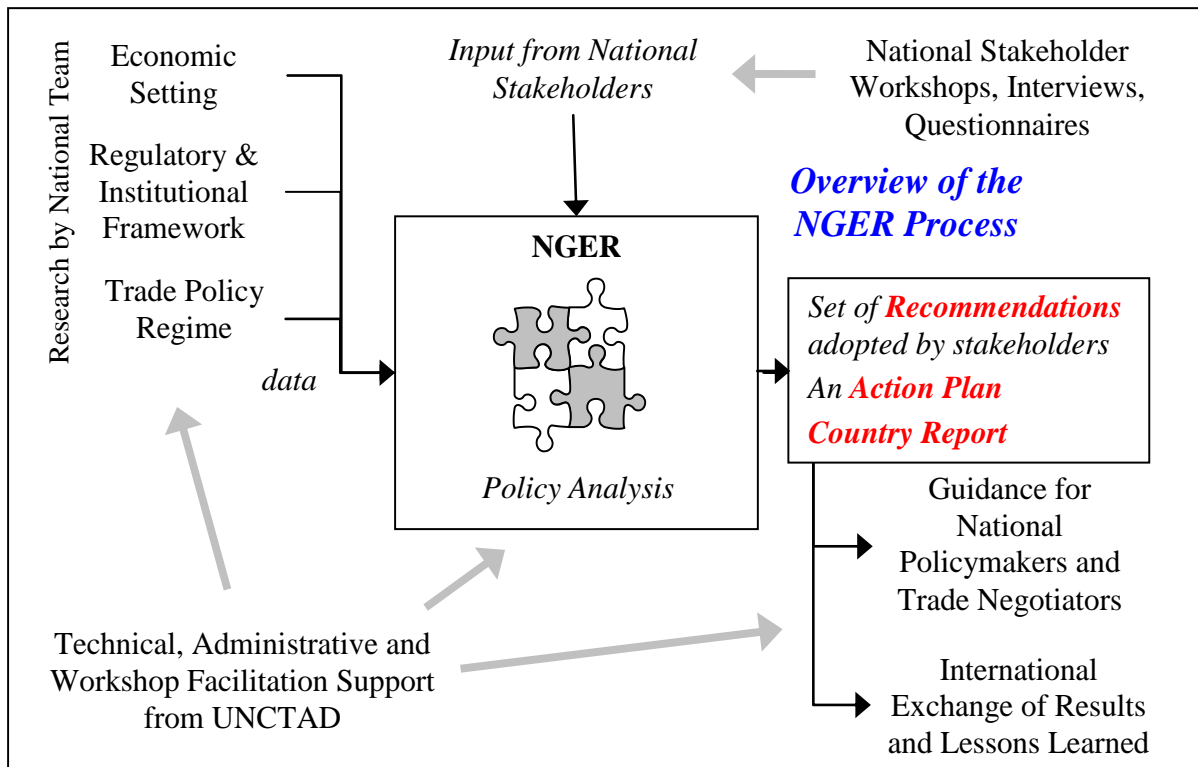 Research by National Team
Economic
Setting
Regulatory &
Institutional
Framework
Trade Policy
Regime
data
Input from National
Stakeholders
National Stakeholder
Workshops, Interviews,
Questionnaires
Overview of the
NGER Process
NGER
Policy Analysis
Set of Recommendations
adopted by stakeholders
An Action Plan
Country Report
Guidance for
National
Policymakers and
Trade Negotiators
International
Exchange of Results
and Lessons Learned
Technical, Administrative and
Workshop Facilitation Support
from UNCTAD